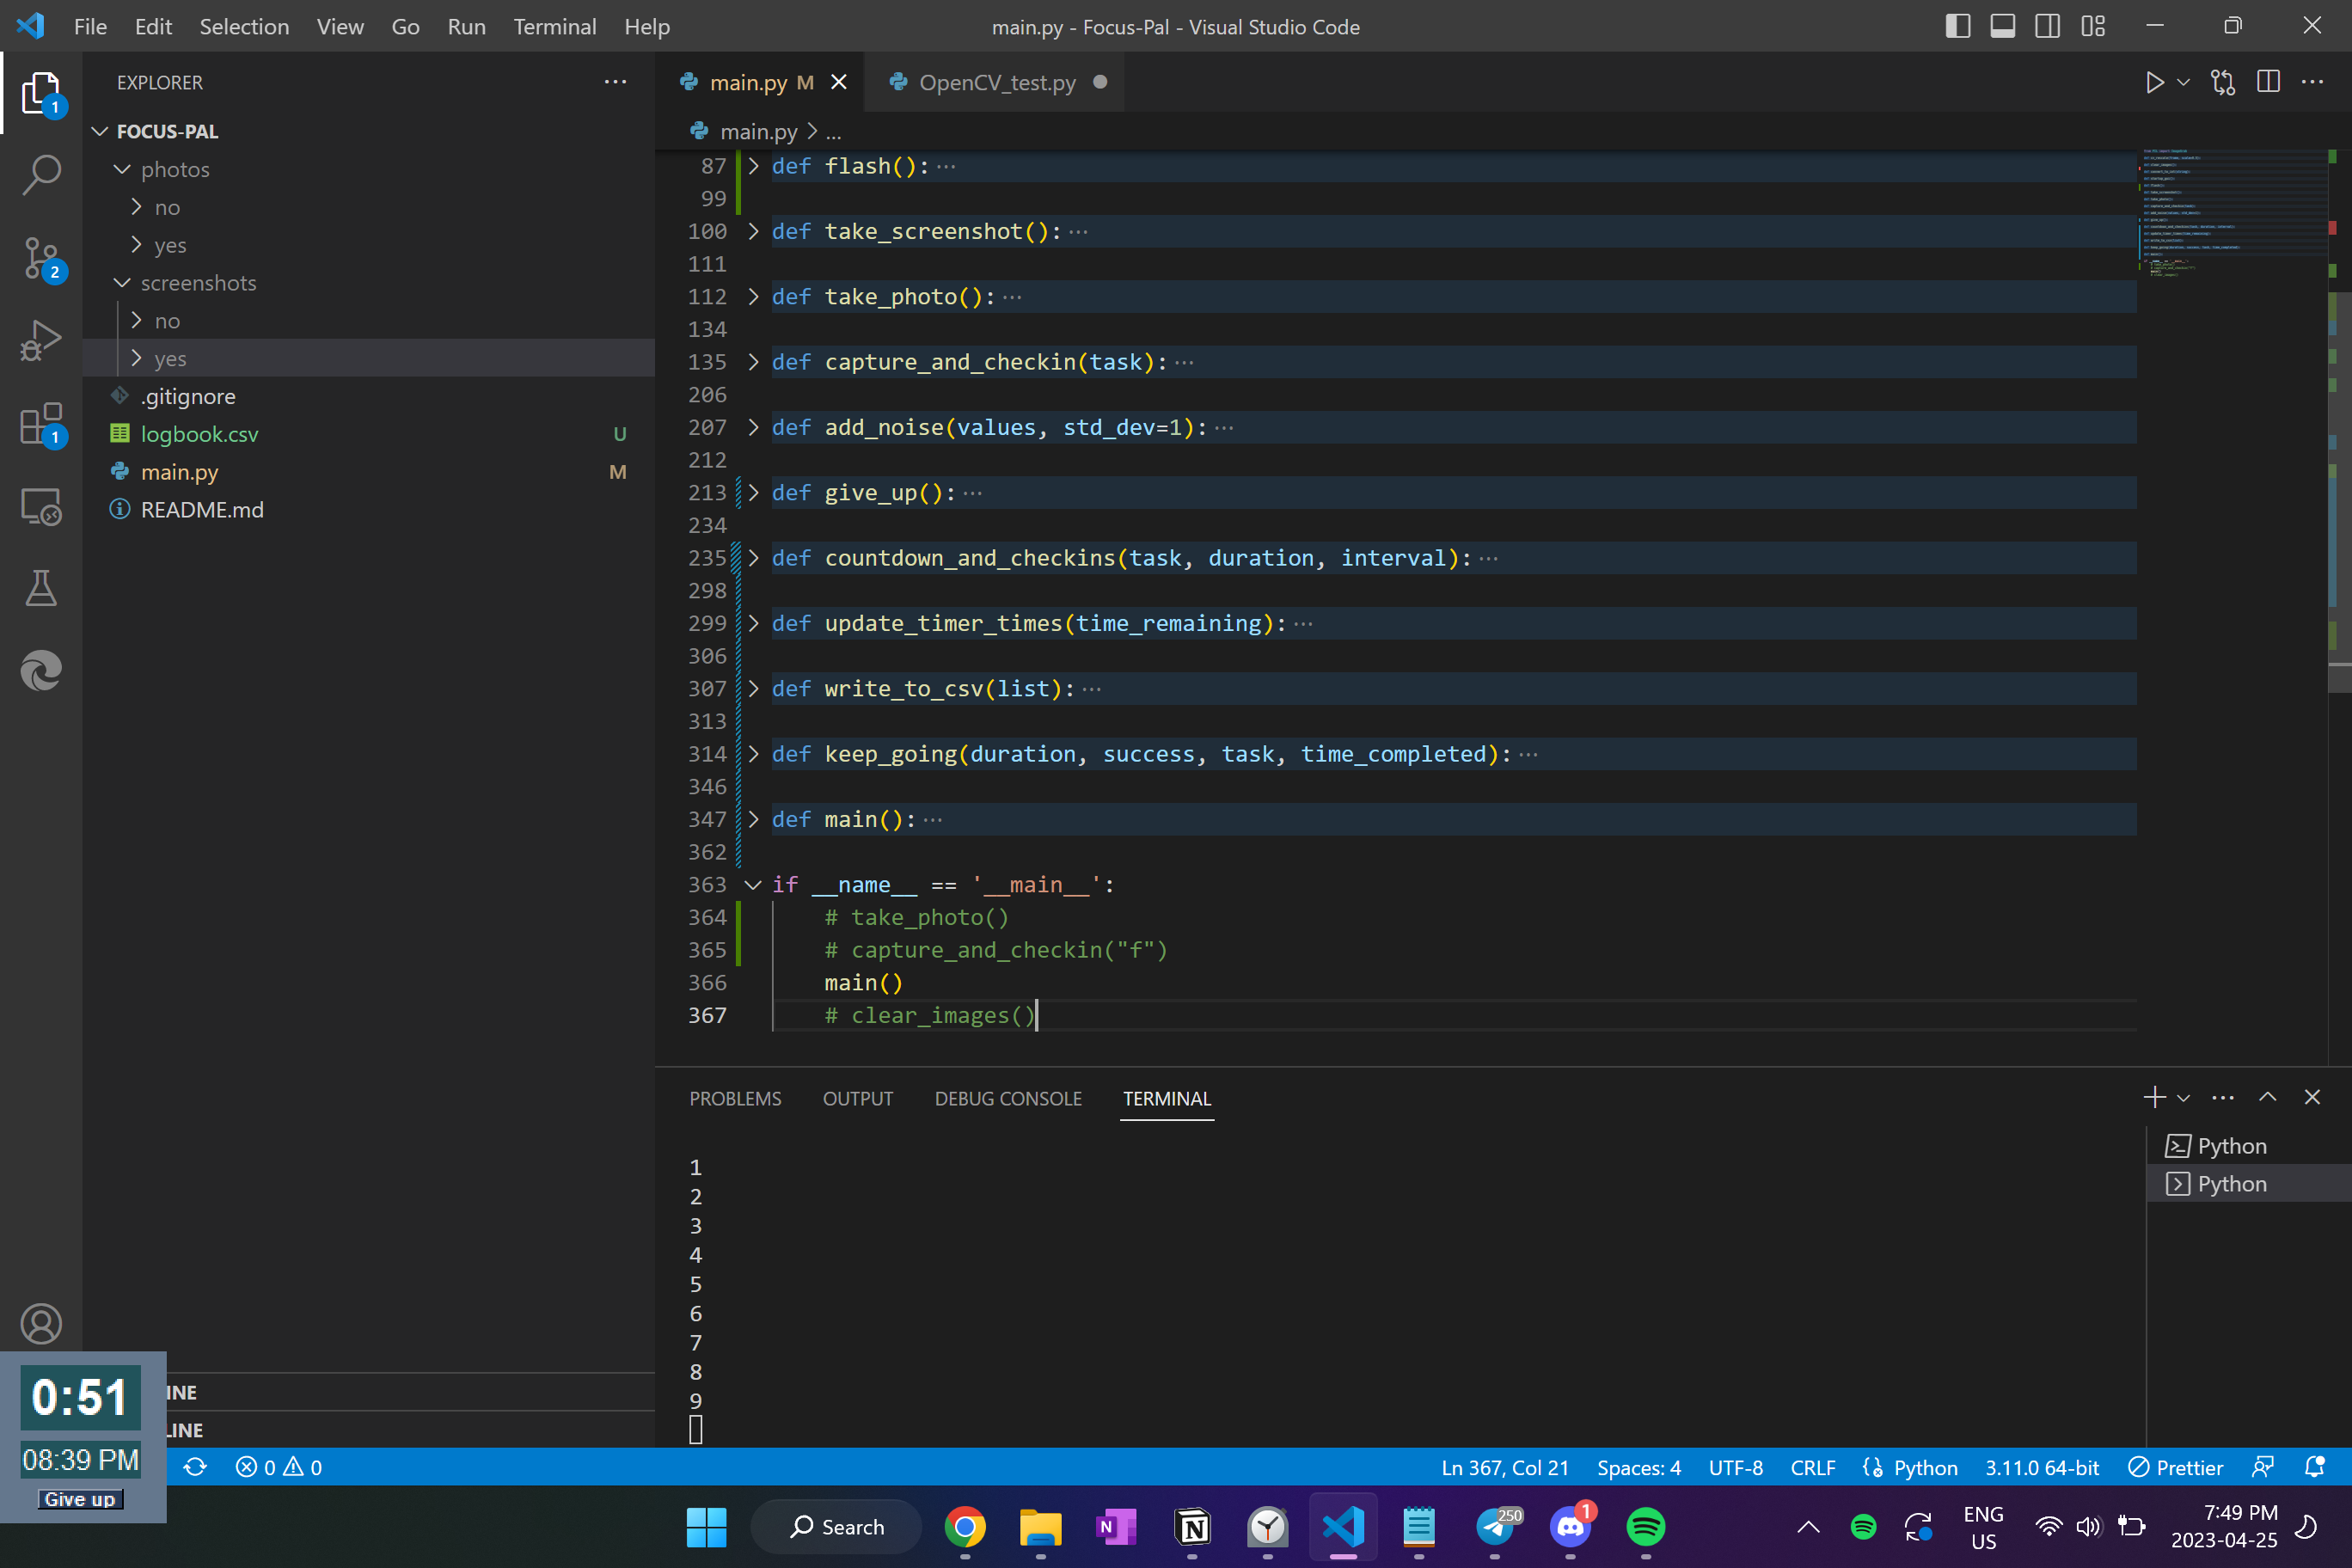 File Edit Selection View Go Run Terminal Help
main.py - Focus-Pal - Visual Studio Code
EXPLORER
FOCUS-PAL
photos
no
yes
screenshots
no
yes
.gitignore
logbook.csv U
main.py M
README.md
1
2
1
main.py M
OpenCV_test.py
main.py > ...
87 def flash():···
99
100 def take_screenshot():···
111
112 def take_photo():···
134
135 def capture_and_checkin(task):···
206
207 def add_noise(values, std_dev=1):···
212
213 def give_up():···
234
235 def countdown_and_checkins(task, duration, interval):···
298
299 def update_timer_times(time_remaining):···
306
307 def write_to_csv(list):···
313
314 def keep_going(duration, success, task, time_completed):···
346
347 def main():···
362
363 if __name__ == '__main__':
364 # take_photo()
365 # capture_and_checkin("f")
366 main()
367 # clear_images()
PROBLEMS OUTPUT DEBUG CONSOLE TERMINAL
1
2
3
4
5
6
7
8
9
Python
Python
INE
LINE
0:51
08:39 PM
Give up
0 0
Ln 367, Col 21 Spaces: 4 UTF-8 CRLF Python 3.11.0 64-bit Prettier
Search
N
N
250
1
ENG
US
7:49 PM
2023-04-25